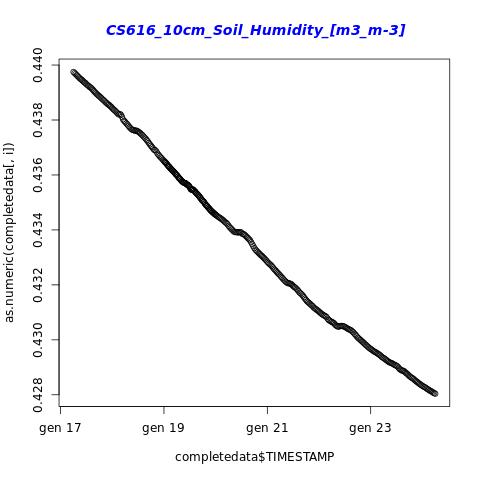 CS616_10cm_Soil_Humidity_[m3_m-3]
as.numeric(completedata[, i])
0.440
0.438
0.436
0.434
0.432
0.430
0.428
gen 17 gen 19 gen 21 gen 23
completedata$TIMESTAMP